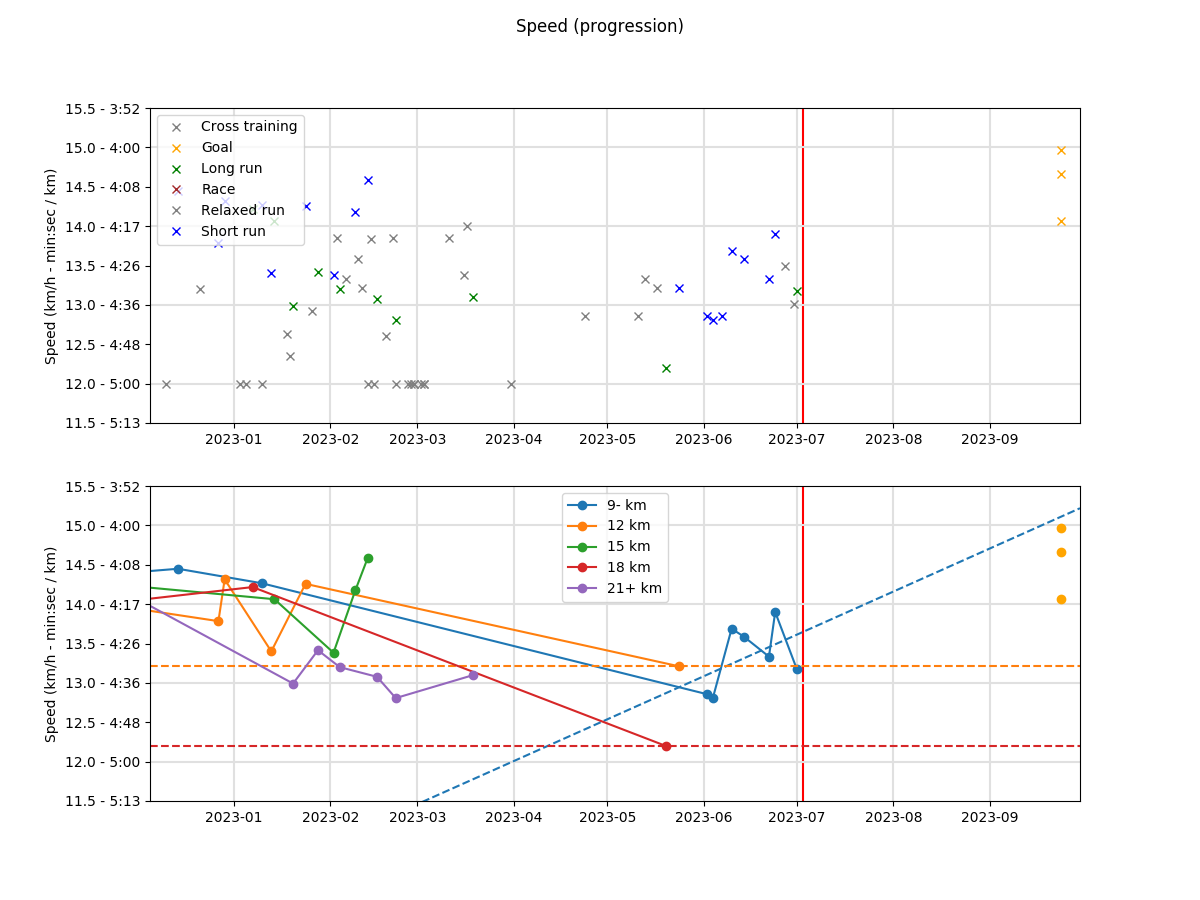 Speed (progression)
15.5 - 3:52
15.0 - 4:00
14.5 - 4:08
14.0 - 4:17
13.5 - 4:26
13.0 - 4:36
12.5 - 4:48
12.0 - 5:00
11.5 - 5:13
Speed (km/h - min:sec / km)
Cross training
Goal
Long run
Race
Relaxed run
Short run
2023-01 2023-02 2023-03 2023-04 2023-05 2023-06 2023-07 2023-08 2023-09
15.5 - 3:52
15.0 - 4:00
14.5 - 4:08
14.0 - 4:17
13.5 - 4:26
13.0 - 4:36
12.5 - 4:48
12.0 - 5:00
11.5 - 5:13
Speed (km/h - min:sec / km)
9- km
12 km
15 km
18 km
21+ km
2023-01 2023-02 2023-03 2023-04 2023-05 2023-06 2023-07 2023-08 2023-09